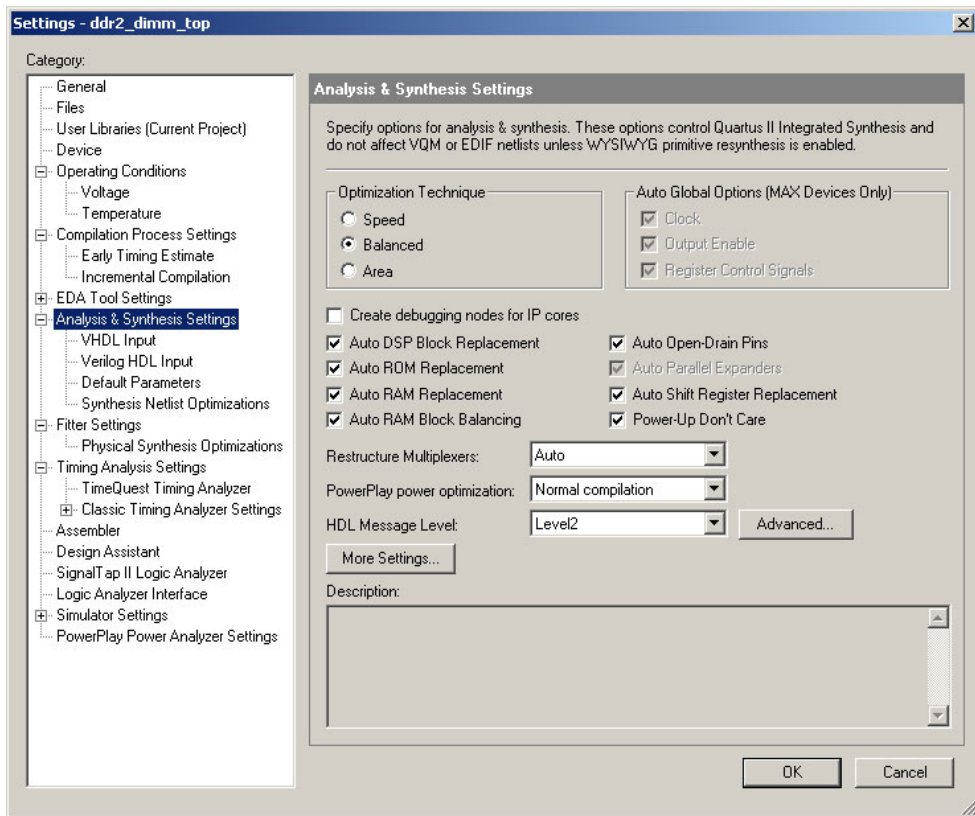 Settings - ddr2_dimm_top
Category:
General
Files
User Libraries (Current Project)
Device
Operating Conditions
Voltage
Temperature
Compilation Process Settings
Early Timing Estimate
Incremental Compilation
EDA Tool Settings
Analysis & Synthesis Settings
VHDL Input
Verilog HDL Input
Default Parameters
Synthesis Netlist Optimizations
Fitter Settings
Physical Synthesis Optimizations
Timing Analysis Settings
TimeQuest Timing Analyzer
Classic Timing Analyzer Settings
Assembler
Design Assistant
SignalTap II Logic Analyzer
Logic Analyzer Interface
Simulator Settings
PowerPlay Power Analyzer Settings
Analysis & Synthesis Settings
Specify options for analysis & synthesis. These options control Quartus II Integrated Synthesis and
do not affect VQM or EDIF netlists unless WYSIWYG primitive resynthesis is enabled.
Optimization Technique
Speed
Balanced
Area
Auto Global Options (MAX Devices Only)
Clock
Output Enable
Register Control Signals
Create debugging nodes for IP cores
Auto DSP Block Replacement
Auto ROM Replacement
Auto RAM Replacement
Auto RAM Block Balancing
Auto Open-Drain Pins
Auto Parallel Expanders
Auto Shift Register Replacement
Power-Up Don't Care
Restructure Multiplexers: Auto
PowerPlay power optimization: Normal compilation
HDL Message Level: Level2 Advanced...
More Settings...
Description:
OK Cancel